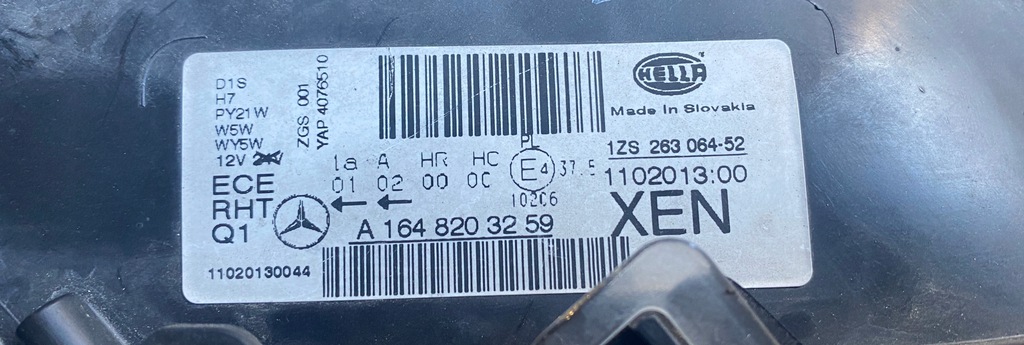 D1S
H7
PY21W
W5W
WY5W
12V
ECE
RHT
Q1
11020130044
ZGS 001
YAP 4076510
1a A HR HC
01 02 00 00
PL
E4
37.5
10206
A 164 820 32 59
HELLA
Made In Slovakia
1ZS 263 064-52
1102013:00
XEN